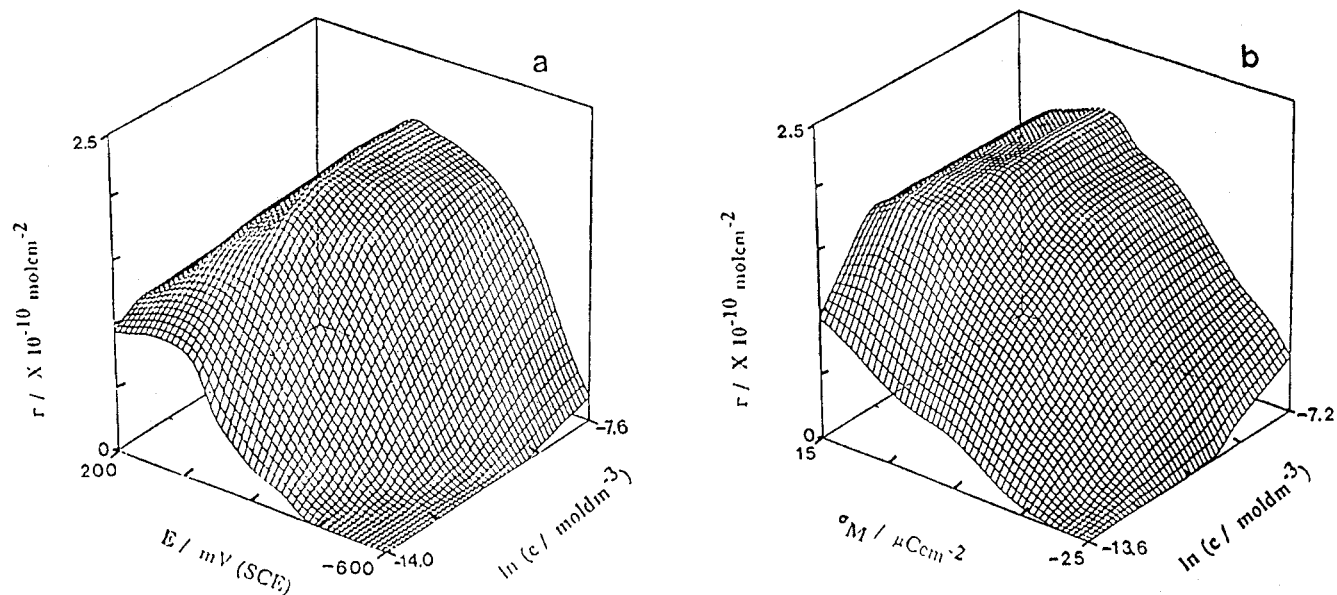 a
2.5
r / X 10-10 molcm-2
0
200
E / mV (SCE)
-600
-14.0
ln (c / moldm-3)
-7.6
b
2.5
r / X 10-10 molcm-2
0
15
σM / μCcm-2
-25
-13.6
ln (c / moldm-3)
-7.2